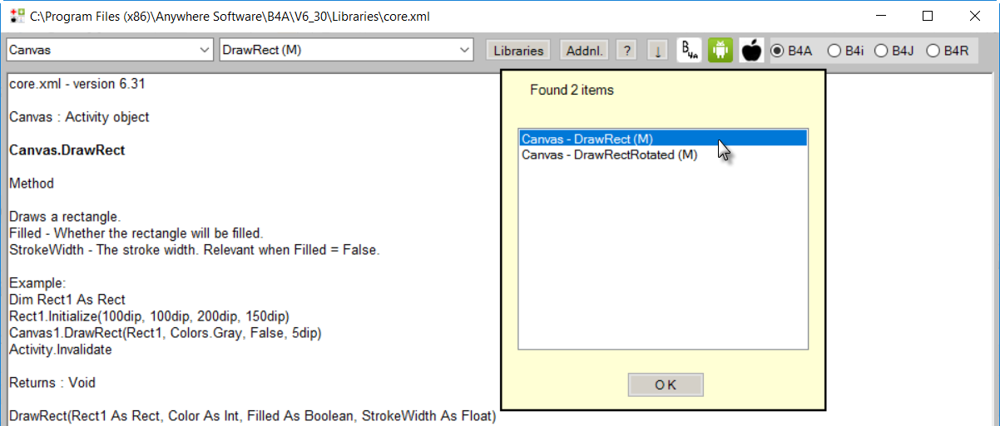 C:\Program Files (x86)\Anywhere Software\B4A\V6_30\Libraries\core.xml
Canvas DrawRect (M) Libraries Addnl. ? ↓ B4A B4A B4i B4J B4R
core.xml - version 6.31
Canvas : Activity object
Canvas.DrawRect
Method
Draws a rectangle.
Filled - Whether the rectangle will be filled.
StrokeWidth - The stroke width. Relevant when Filled = False.
Example:
Dim Rect1 As Rect
Rect1.Initialize(100dip, 100dip, 200dip, 150dip)
Canvas1.DrawRect(Rect1, Colors.Gray, False, 5dip)
Activity.Invalidate
Returns : Void
DrawRect(Rect1 As Rect, Color As Int, Filled As Boolean, StrokeWidth As Float)
Found 2 items
Canvas - DrawRect (M)
Canvas - DrawRectRotated (M)
OK